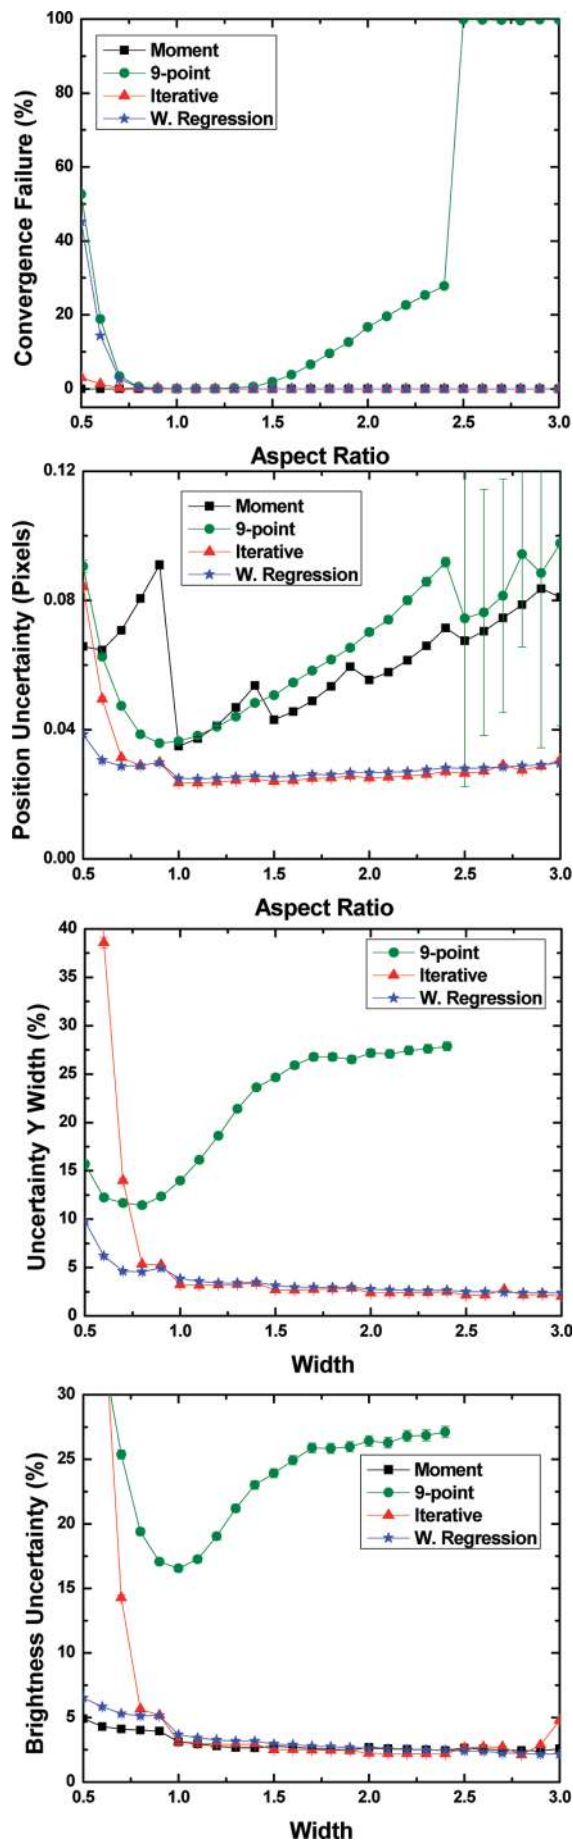 Convergence Failure (%)
100
80
60
40
20
0
Moment
9-point
Iterative
W. Regression
0.5 1.0 1.5 2.0 2.5 3.0
Aspect Ratio
Position Uncertainty (Pixels)
0.12
0.08
0.04
0.00
Moment
9-point
Iterative
W. Regression
0.5 1.0 1.5 2.0 2.5 3.0
Aspect Ratio
Uncertainty Y Width (%)
40
35
30
25
20
15
10
5
0
9-point
Iterative
W. Regression
0.5 1.0 1.5 2.0 2.5 3.0
Width
Brightness Uncertainty (%)
30
25
20
15
10
5
0
Moment
9-point
Iterative
W. Regression
0.5 1.0 1.5 2.0 2.5 3.0
Width